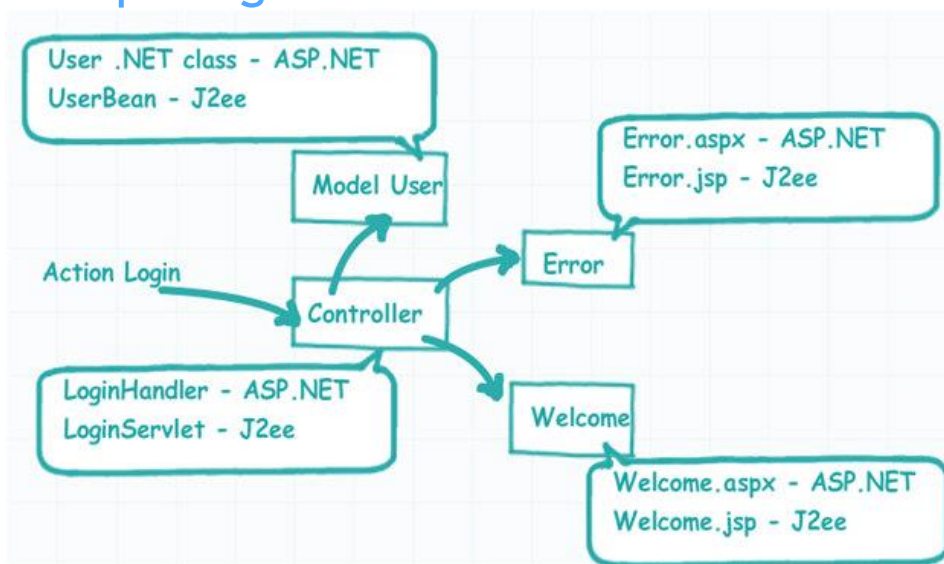 User .NET class - ASP.NET
UserBean - J2ee
Error.aspx - ASP.NET
Error.jsp - J2ee
Model User
Error
Action Login
Controller
LoginHandler - ASP.NET
LoginServlet - J2ee
Welcome
Welcome.aspx - ASP.NET
Welcome.jsp - J2ee